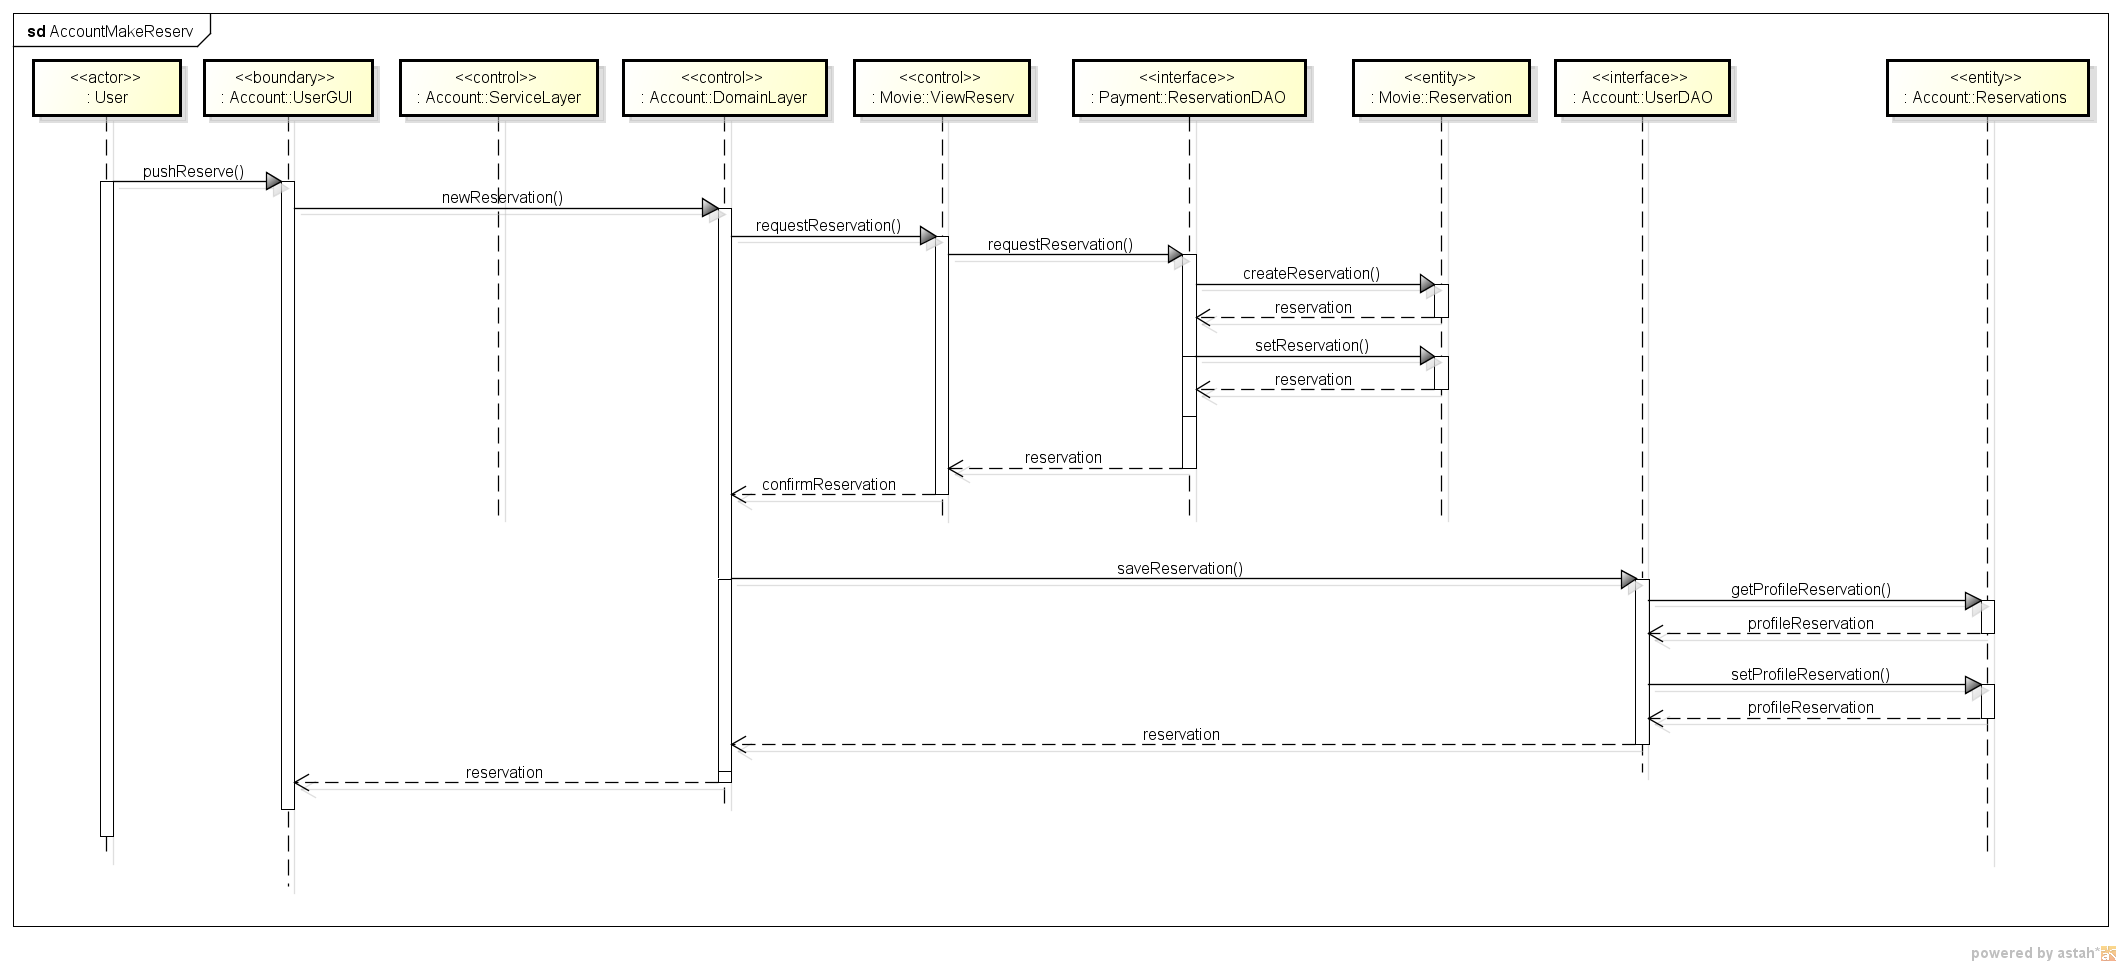 sd AccountMakeReserv
<<actor>>
: User
<<boundary>>
: Account::UserGUI
<<control>>
: Account::ServiceLayer
<<control>>
: Account::DomainLayer
<<control>>
: Movie::ViewReserv
<<interface>>
: Payment::ReservationDAO
<<entity>>
: Movie::Reservation
<<interface>>
: Account::UserDAO
<<entity>>
: Account::Reservations
pushReserve()
newReservation()
requestReservation()
requestReservation()
createReservation()
reservation
setReservation()
reservation
reservation
confirmReservation
saveReservation()
getProfileReservation()
profileReservation
setProfileReservation()
profileReservation
reservation
reservation
powered by astah*